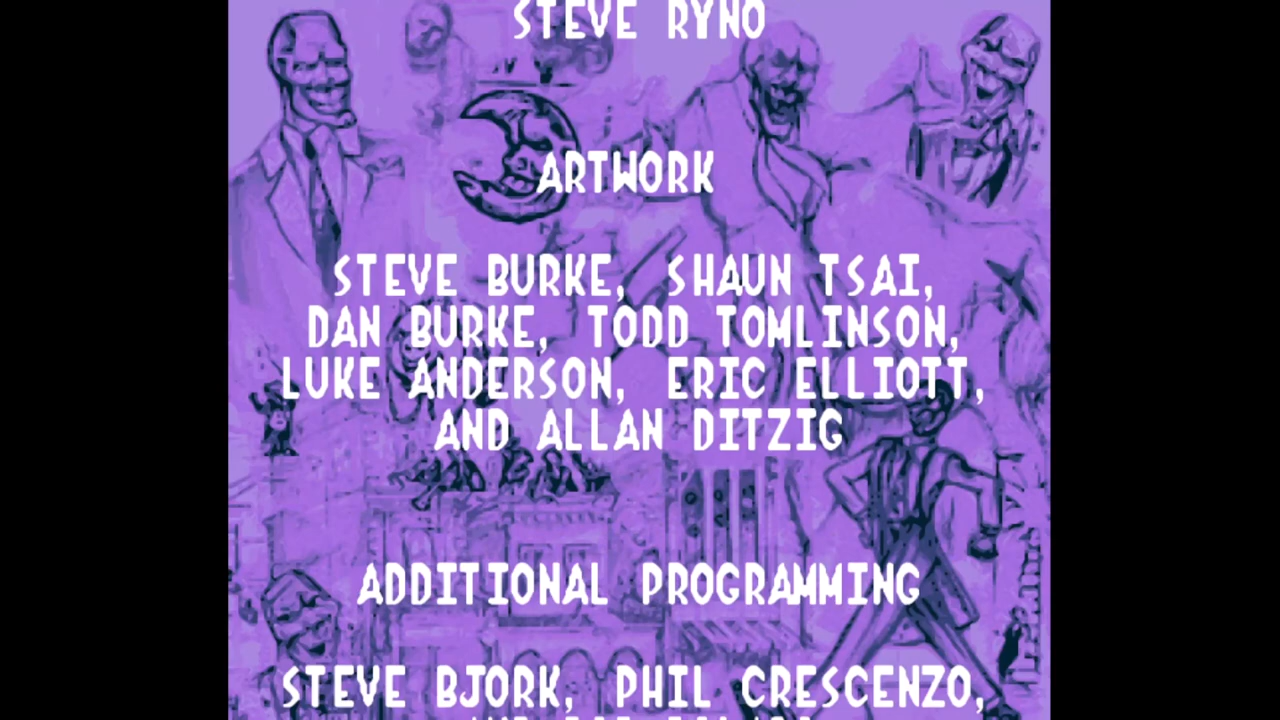 STEVE RYNO
ARTWORK
STEVE BURKE, SHAUN TSAI,
DAN BURKE, TODD TOMLINSON,
LUKE ANDERSON, ERIC ELLIOTT,
AND ALLAN DITZIG
ADDITIONAL PROGRAMMING
STEVE BJORK, PHIL CRESCENZO,